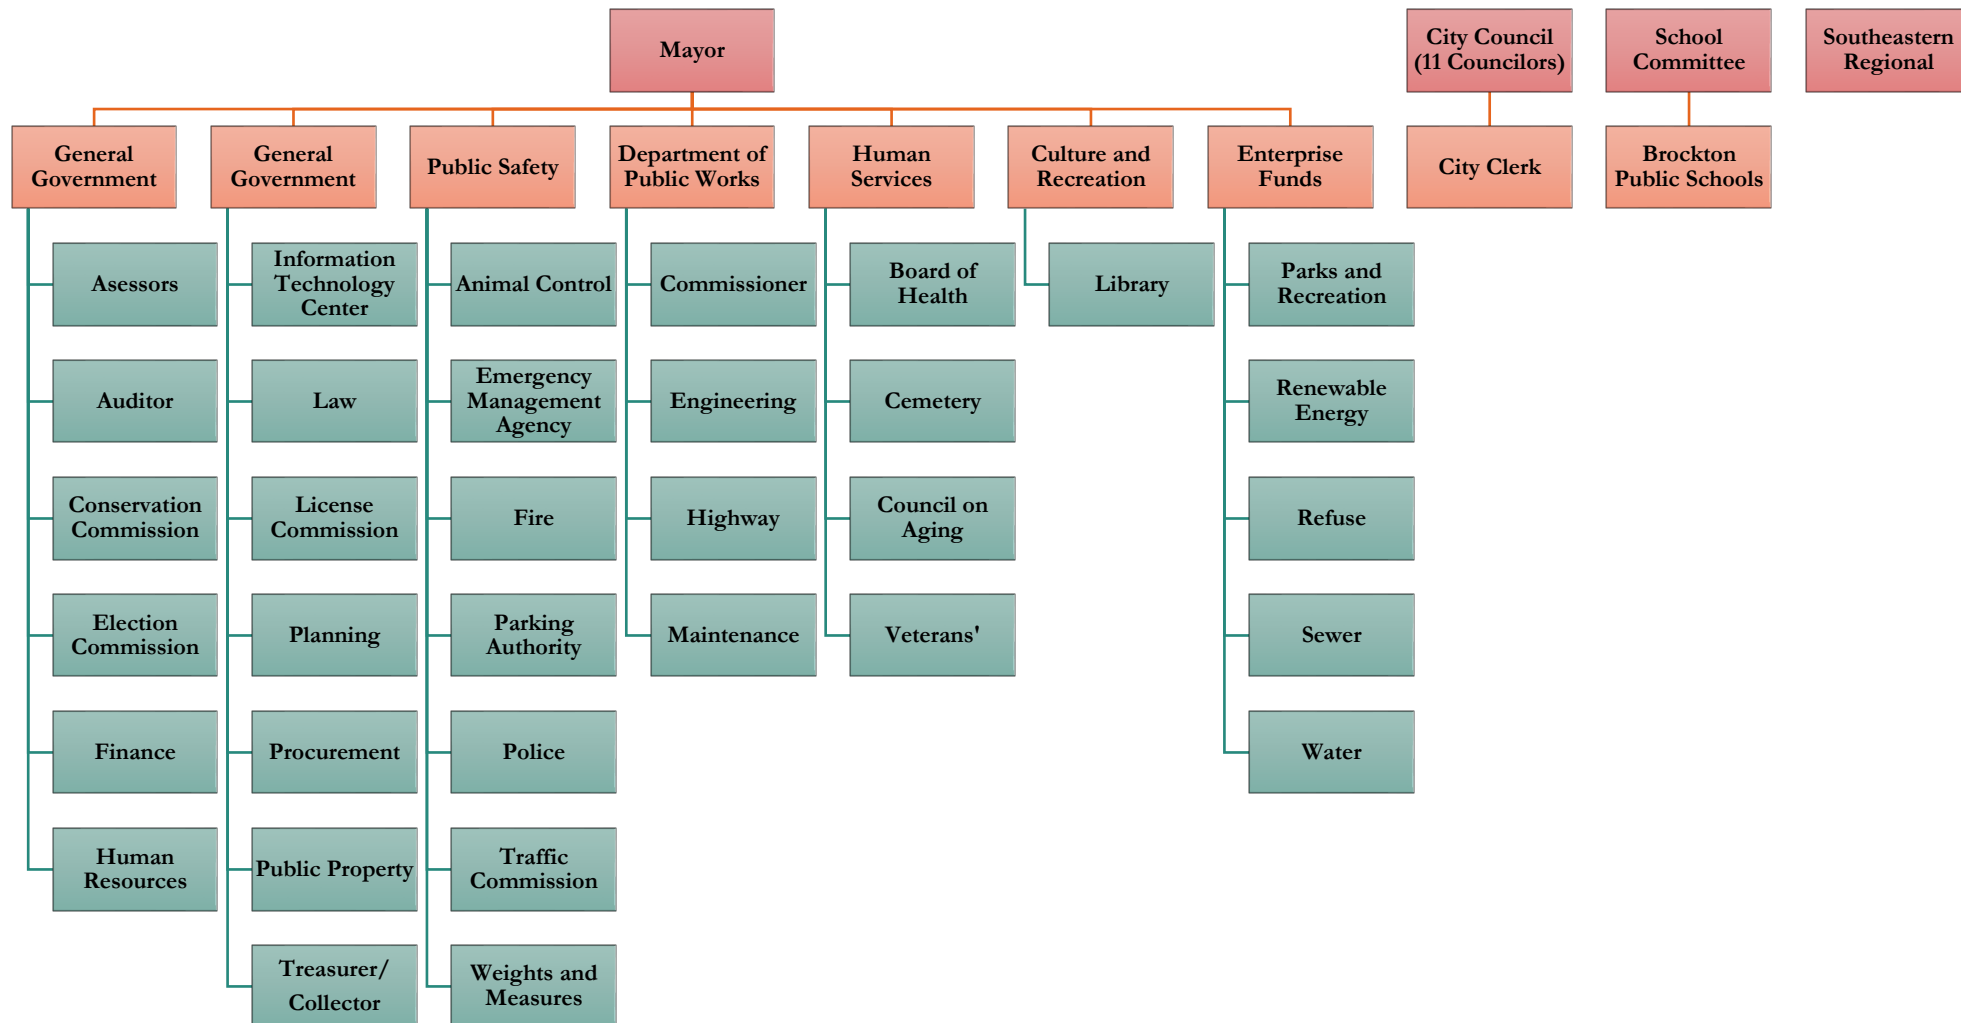 Mayor
City Council
(11 Councilors)
School
Committee
Southeastern
Regional
General
Government
General
Government
Public Safety
Department of
Public Works
Human
Services
Culture and
Recreation
Enterprise
Funds
City Clerk
Brockton
Public Schools
Asessors
Auditor
Conservation
Commission
Election
Commission
Finance
Human
Resources
Information
Technology
Center
Law
License
Commission
Planning
Procurement
Public Property
Treasurer/
Collector
Animal Control
Emergency
Management
Agency
Fire
Parking
Authority
Police
Traffic
Commission
Weights and
Measures
Commissioner
Engineering
Highway
Maintenance
Board of
Health
Cemetery
Council on
Aging
Veterans'
Library
Parks and
Recreation
Renewable
Energy
Refuse
Sewer
Water